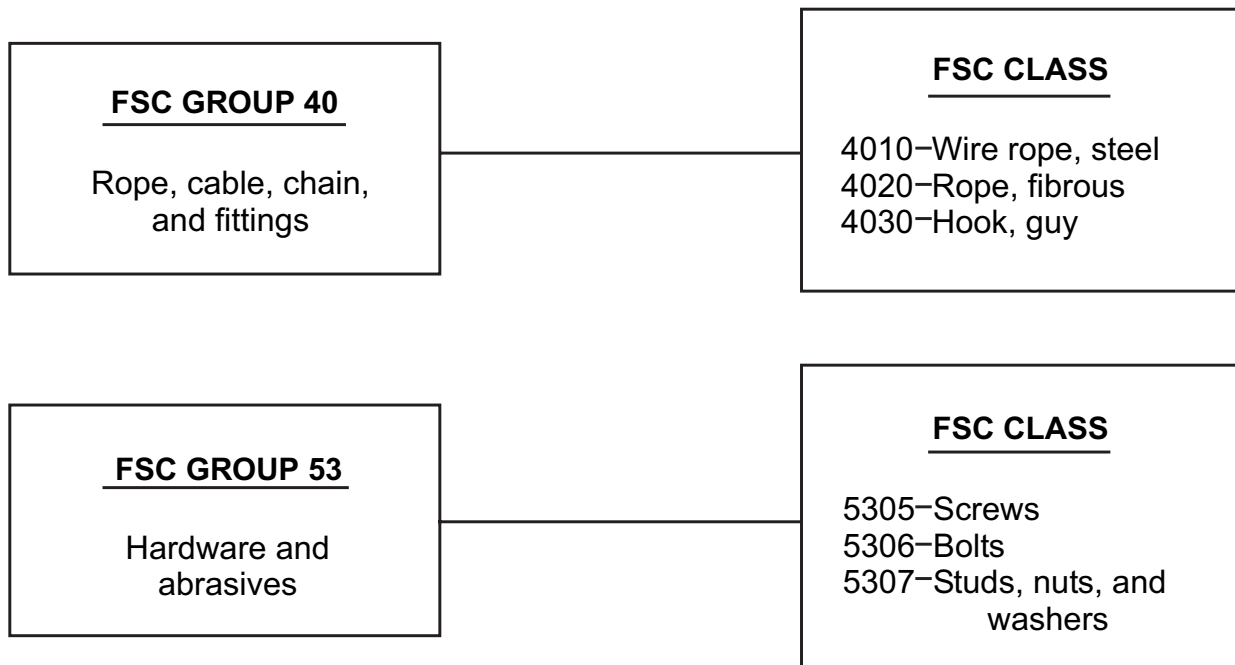 FSC GROUP 40
Rope, cable, chain,
and fittings
FSC CLASS
4010–Wire rope, steel
4020–Rope, fibrous
4030–Hook, guy
FSC GROUP 53
Hardware and
abrasives
FSC CLASS
5305–Screws
5306–Bolts
5307–Studs, nuts, and
washers